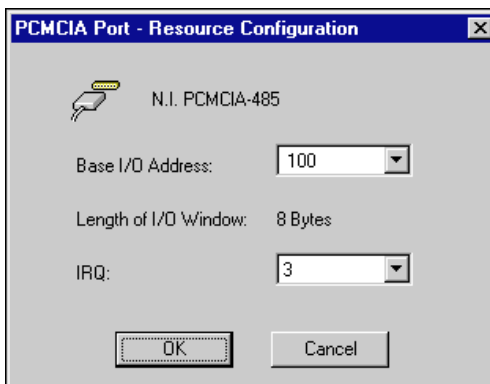 PCMCIA Port - Resource Configuration
N.I. PCMCIA-485
Base I/O Address: 100
Length of I/O Window: 8 Bytes
IRQ: 3
OK Cancel